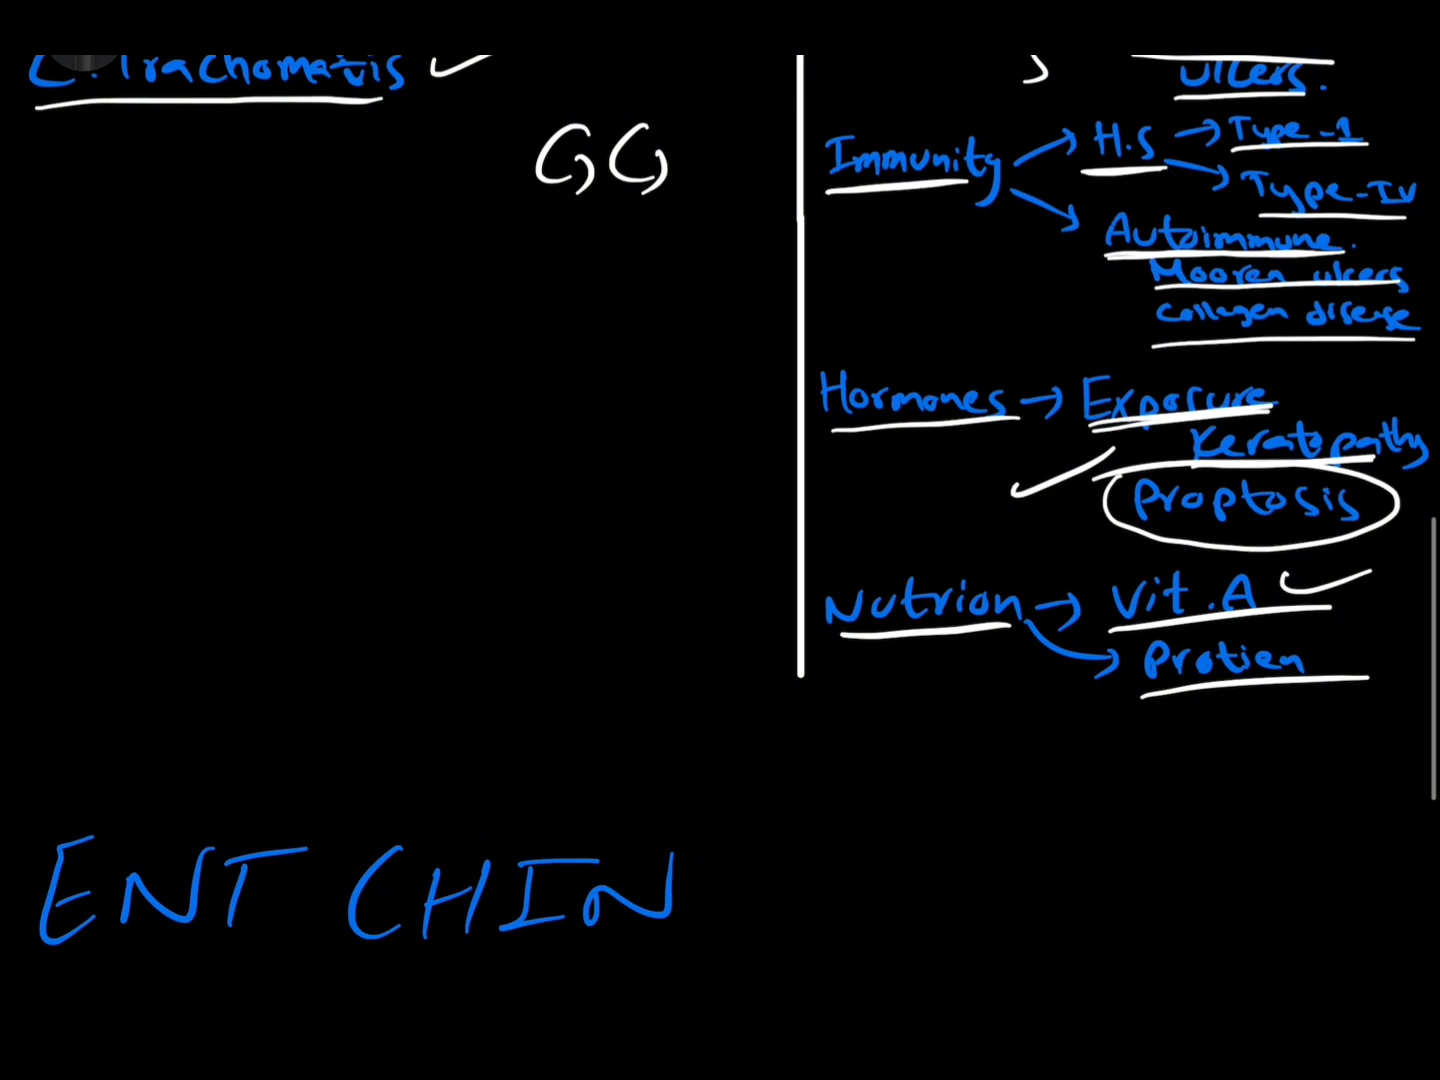 C. Trachomatis
G, C,
ulcers.
Immunity → H.S → Type-1
→ Type-IV
→ Autoimmune.
Mooren ulcers
collagen disease
Hormones → Exposure
Keratopathy
Proptosis
Nutrion → Vit. A
→ Protien
ENT CHIN